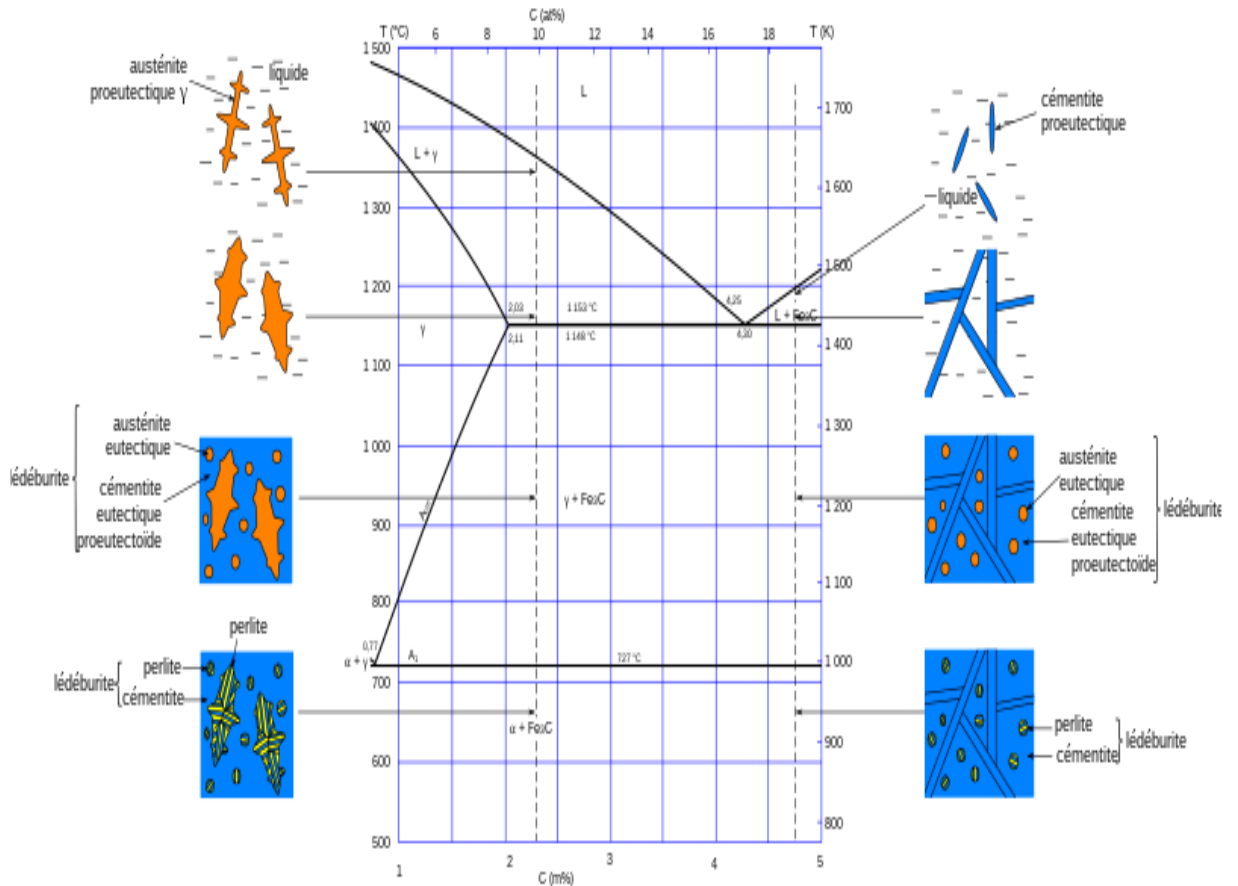 C (at%)
T (°C)
6
8
10
12
14
16
18
T (K)
1 500
1 400
1 300
1 200
1 100
1 000
900
800
700
600
500
1 700
1 600
1 500
1 400
1 300
1 200
1 100
1 000
900
800
1
2
3
4
5
C (m%)
L
L + γ
γ
2,03
1 153 °C
2,11
1 148 °C
4,25
4,30
L + Fe₃C
γ + Fe₃C
0,77
α + γ
A₁
727 °C
α + Fe₃C
austénite
proeutectique γ
liquide
austénite
eutectique
lédéburite
cémentite
eutectique
proeutectoïde
perlite
perlite
lédéburite
cémentite
cémentite
proeutectique
liquide
austénite
eutectique
cémentite
eutectique
proeutectoïde
lédéburite
perlite
cémentite
lédéburite